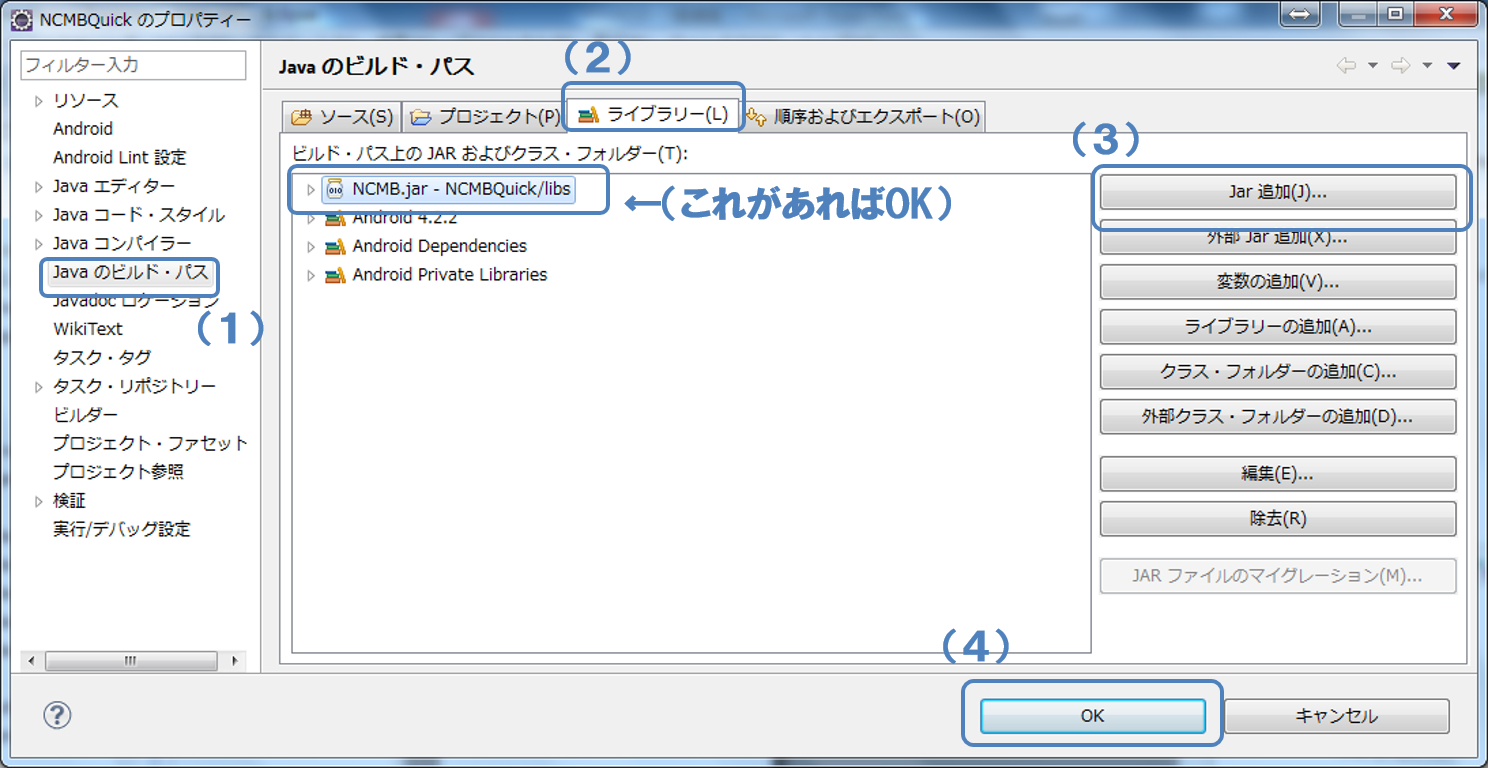 NCMBQuick のプロパティー
フィルター入力
リソース
Android
Android Lint 設定
Java エディター
Java コード・スタイル
Java コンパイラー
Java のビルド・パス
Javadoc ロケーション
(1)
WikiText
タスク・タグ
タスク・リポジトリー
ビルダー
プロジェクト・ファセット
プロジェクト参照
検証
実行/デバッグ設定
Java のビルド・パス
(2)
ソース(S)
プロジェクト(P)
ライブラリー(L)
順序およびエクスポート(O)
ビルド・パス上の JAR およびクラス・フォルダー(T):
NCMB.jar - NCMBQuick/libs
←(これがあればOK)
Android 4.2.2
Android Dependencies
Android Private Libraries
(3)
Jar 追加(J)...
外部 Jar 追加(X)...
変数の追加(V)...
ライブラリーの追加(A)...
クラス・フォルダーの追加(C)...
外部クラス・フォルダーの追加(D)...
編集(E)...
除去(R)
JAR ファイルのマイグレーション(M)...
(4)
OK
キャンセル